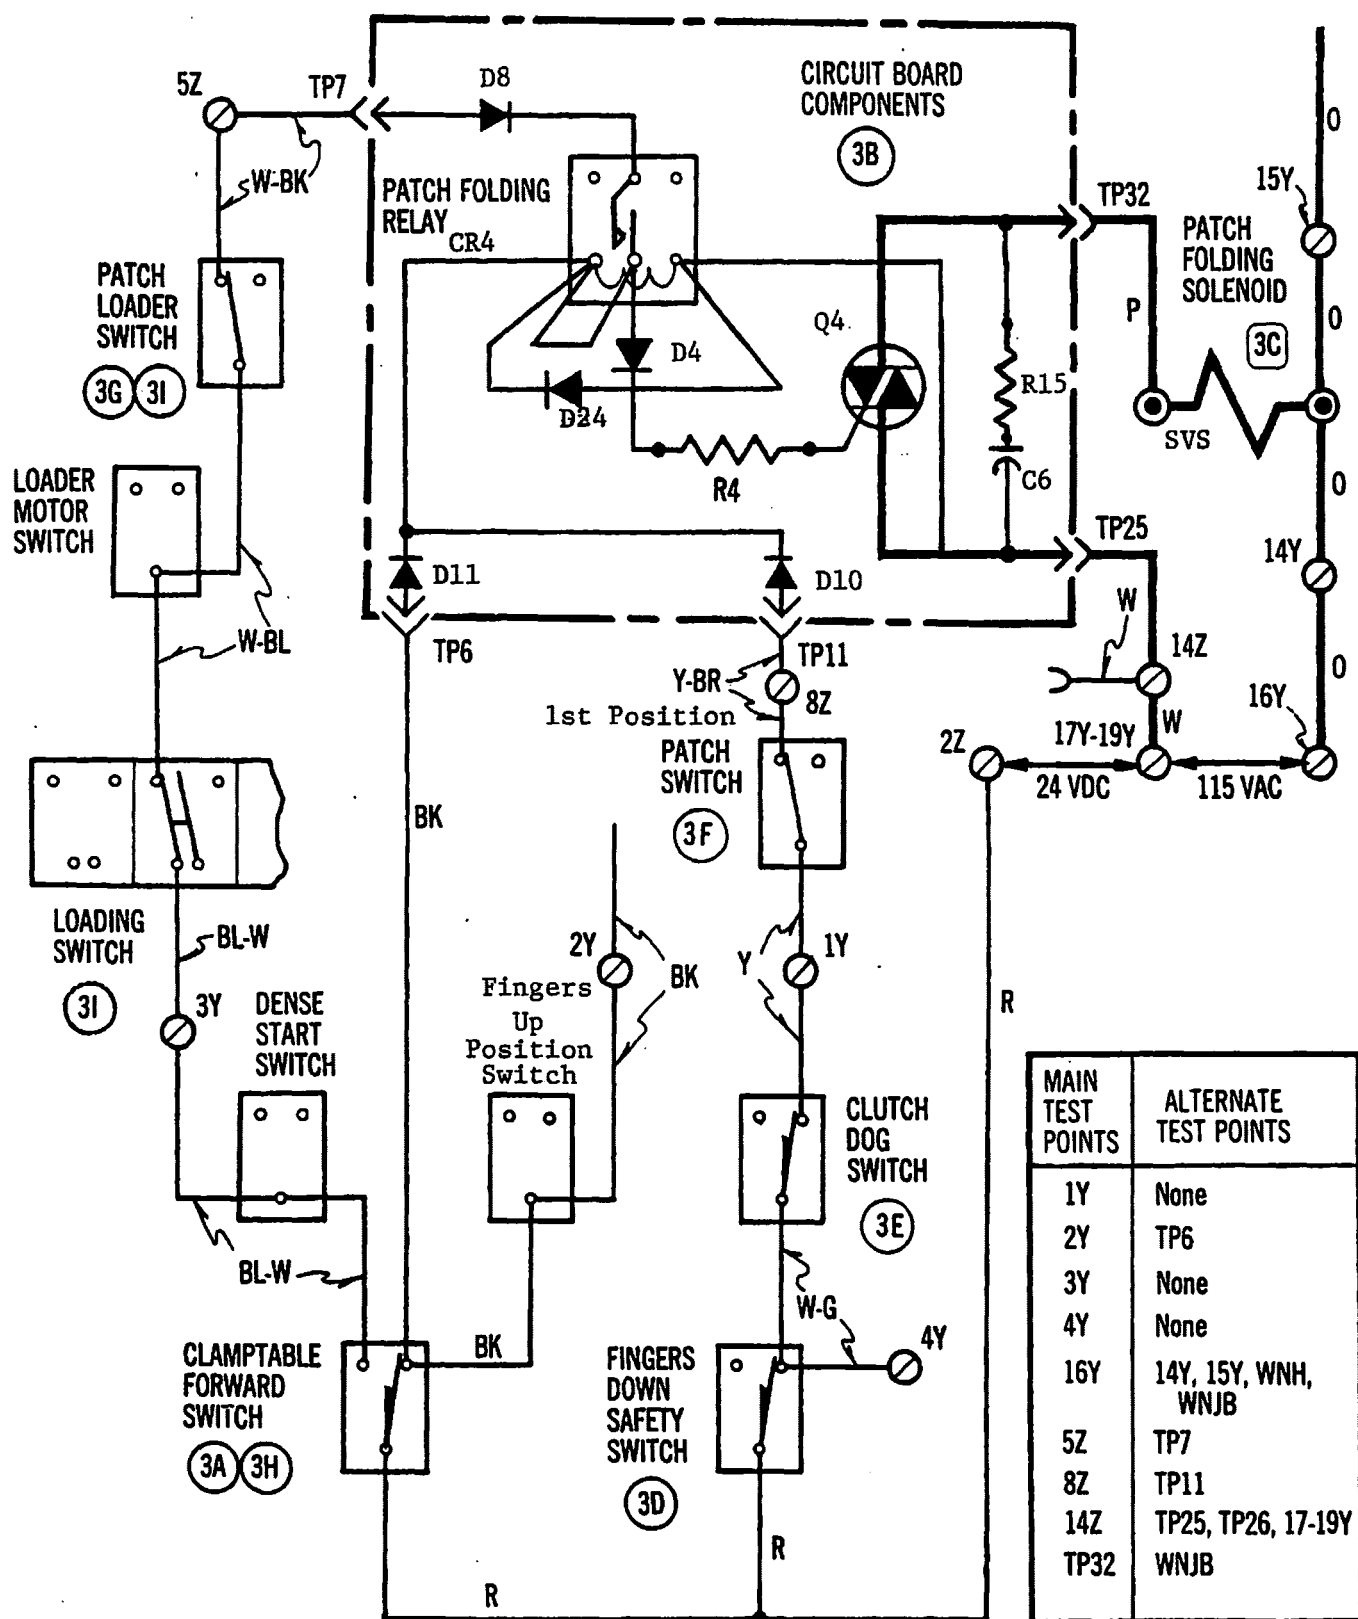 5Z
TP7
D8
CIRCUIT BOARD
COMPONENTS
3B
O
W-BK
PATCH FOLDING
RELAY
CR4
TP32
15Y
PATCH
FOLDING
SOLENOID
3C
O
P
PATCH
LOADER
SWITCH
3G
3I
Q4
D4
D24
R15
SVS
LOADER
MOTOR
SWITCH
R4
C6
O
TP25
14Y
D11
D10
W
W-BL
TP6
TP11
Y-BR
8Z
14Z
O
1st Position
PATCH
SWITCH
3F
2Z
17Y-19Y
W
16Y
24 VDC
115 VAC
BK
LOADING
SWITCH
3I
BL-W
3Y
DENSE
START
SWITCH
2Y
BK
Fingers
Up
Position
Switch
Y
1Y
R
CLUTCH
DOG
SWITCH
3E
BL-W
W-G
4Y
CLAMPTABLE
FORWARD
SWITCH
3A
3H
BK
FINGERS
DOWN
SAFETY
SWITCH
3D
R
R
MAIN
TEST
POINTS
ALTERNATE
TEST POINTS
1Y None
2Y TP6
3Y None
4Y None
16Y 14Y, 15Y, WNH,
WNJB
5Z TP7
8Z TP11
14Z TP25, TP26, 17-19Y
TP32 WNJB